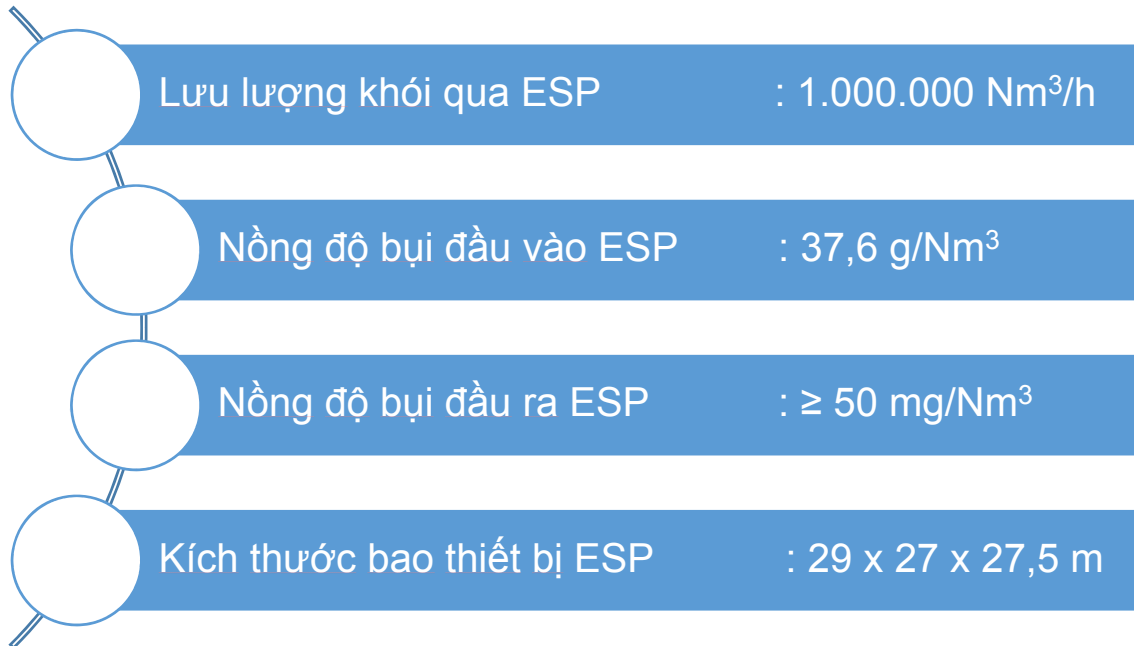 Lưu lượng khói qua ESP : 1.000.000 Nm³/h
Nồng độ bụi đầu vào ESP : 37,6 g/Nm³
Nồng độ bụi đầu ra ESP : ≥ 50 mg/Nm³
Kích thước bao thiết bị ESP : 29 x 27 x 27,5 m